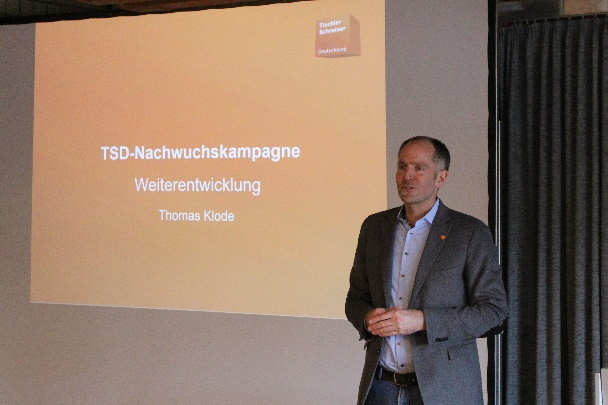 Tischler
Schreiner
Deutschland
TSD-Nachwuchskampagne
Weiterentwicklung
Thomas Klode